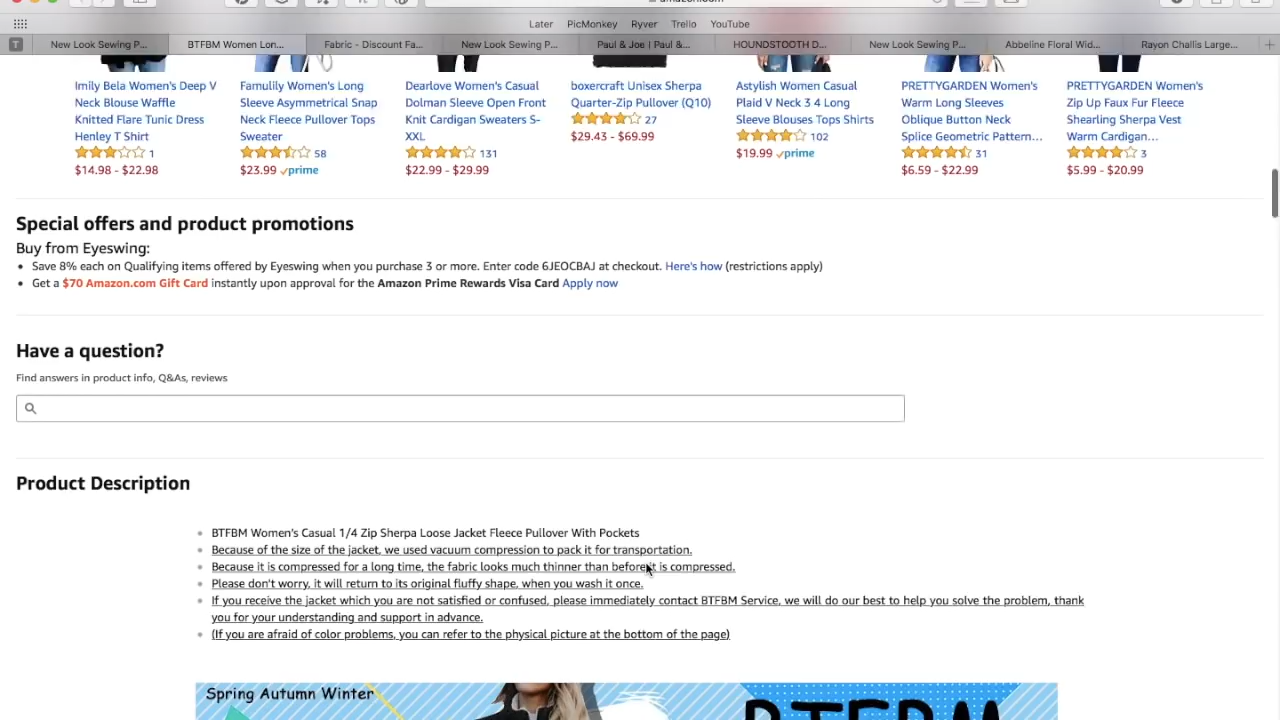 amazon.com
Later PicMonkey Ryver Trello YouTube
T New Look Sewing P... BTFBM Women Lon... Fabric - Discount Fa... New Look Sewing P... Paul & Joe | Paul &... HOUNDSTOOTH D... New Look Sewing P... Abbeline Floral Wid... Rayon Challis Large...
Imily Bela Women's Deep V
Neck Blouse Waffle
Knitted Flare Tunic Dress
Henley T Shirt
1
$14.98 - $22.98
Famulily Women's Long
Sleeve Asymmetrical Snap
Neck Fleece Pullover Tops
Sweater
58
$23.99 prime
Dearlove Women's Casual
Dolman Sleeve Open Front
Knit Cardigan Sweaters S-
XXL
131
$22.99 - $29.99
boxercraft Unisex Sherpa
Quarter-Zip Pullover (Q10)
27
$29.43 - $69.99
Astylish Women Casual
Plaid V Neck 3 4 Long
Sleeve Blouses Tops Shirts
102
$19.99 prime
PRETTYGARDEN Women's
Warm Long Sleeves
Oblique Button Neck
Splice Geometric Pattern...
31
$6.59 - $22.99
PRETTYGARDEN Women's
Zip Up Faux Fur Fleece
Shearling Sherpa Vest
Warm Cardigan...
3
$5.99 - $20.99
Special offers and product promotions
Buy from Eyeswing:
Save 8% each on Qualifying items offered by Eyeswing when you purchase 3 or more. Enter code 6JEOCBAJ at checkout. Here's how (restrictions apply)
Get a $70 Amazon.com Gift Card instantly upon approval for the Amazon Prime Rewards Visa Card Apply now
Have a question?
Find answers in product info, Q&As, reviews
Product Description
BTFBM Women's Casual 1/4 Zip Sherpa Loose Jacket Fleece Pullover With Pockets
Because of the size of the jacket, we used vacuum compression to pack it for transportation.
Because it is compressed for a long time, the fabric looks much thinner than before it is compressed.
Please don't worry, it will return to its original fluffy shape, when you wash it once.
If you receive the jacket which you are not satisfied or confused, please immediately contact BTFBM Service, we will do our best to help you solve the problem, thank
you for your understanding and support in advance.
(If you are afraid of color problems, you can refer to the physical picture at the bottom of the page)
Spring Autumn Winter
BTFBM